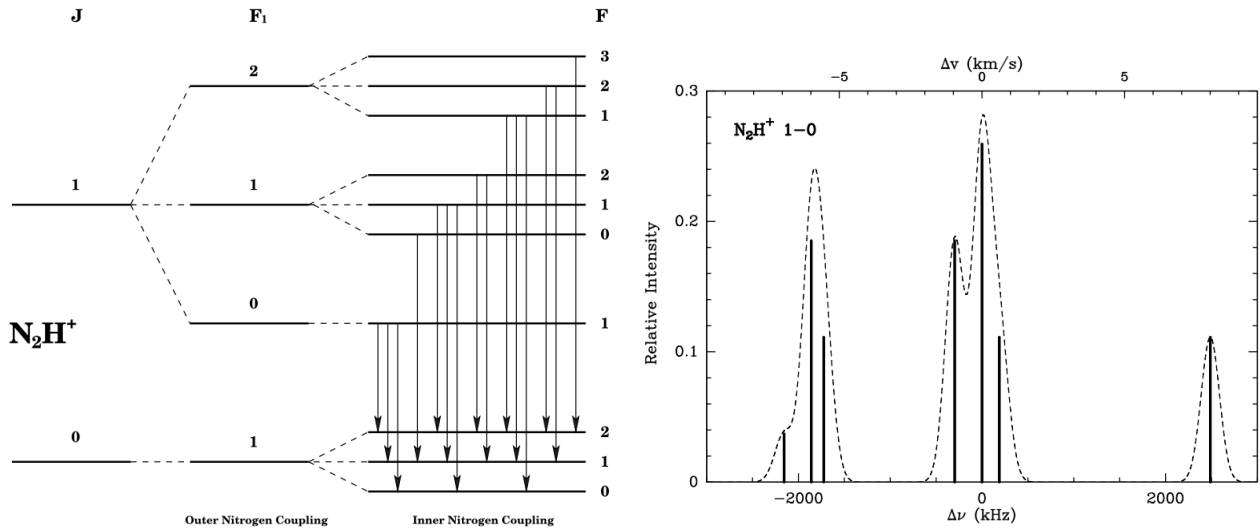 J F₁ F
3
2
2
1
2
1
1
1
0
0
1
N₂H⁺
0
1
2
1
0
Outer Nitrogen Coupling Inner Nitrogen Coupling
Δv (km/s)
−5 0 5
0.3
N₂H⁺ 1−0
0.2
Relative Intensity
0.1
0
−2000 0 2000
Δν (kHz)